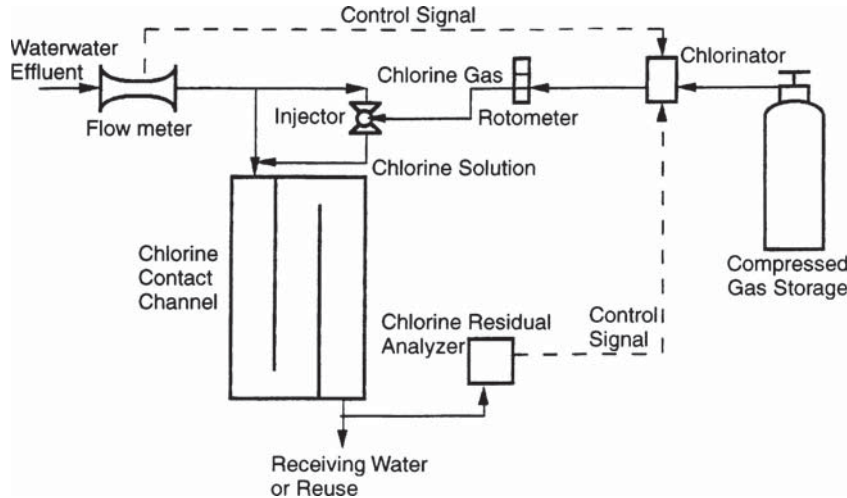 Control Signal
Waterwater
Effluent
Flow meter
Chlorine Gas
Injector
Rotometer
Chlorinator
Chlorine Solution
Chlorine
Contact
Channel
Compressed
Gas Storage
Chlorine Residual
Analyzer
Control
Signal
Receiving Water
or Reuse